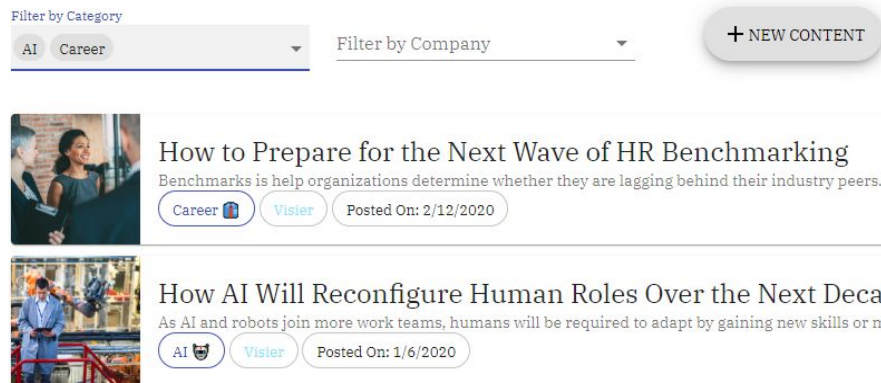 Filter by Category
AI Career
Filter by Company
+ NEW CONTENT
How to Prepare for the Next Wave of HR Benchmarking
Benchmarks is help organizations determine whether they are lagging behind their industry peers.
Career Visier Posted On: 2/12/2020
How AI Will Reconfigure Human Roles Over the Next Deca
As AI and robots join more work teams, humans will be required to adapt by gaining new skills or
AI Visier Posted On: 1/6/2020